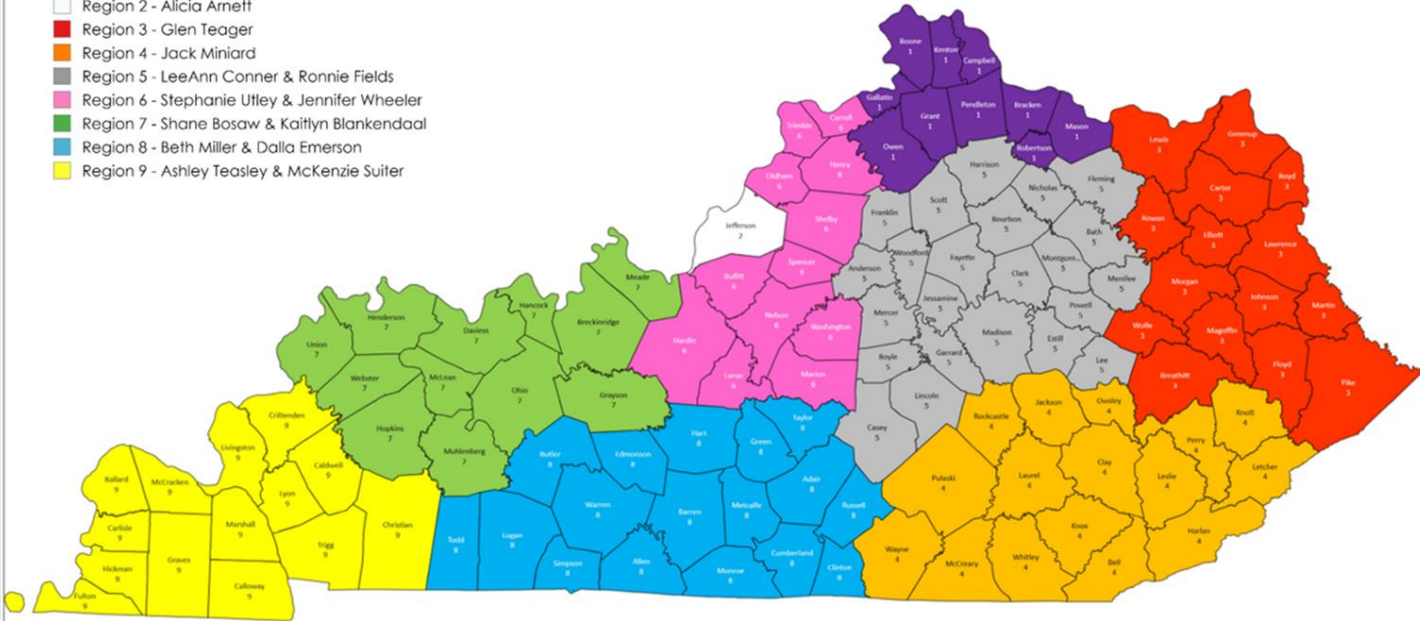 Region 2 - Alicia Arnett
Region 3 - Glen Teager
Region 4 - Jack Miniard
Region 5 - LeeAnn Conner & Ronnie Fields
Region 6 - Stephanie Utley & Jennifer Wheeler
Region 7 - Shane Bosaw & Kaitlyn Blankendaal
Region 8 - Beth Miller & Dalla Emerson
Region 9 - Ashley Teasley & McKenzie Suiter
Boone
1
Kenton
1
Campbell
1
Gallatin
1
Grant
1
Pendleton
1
Bracken
1
Mason
1
Owen
1
Robertson
1
Trimble
6
Carroll
6
Henry
6
Oldham
6
Jefferson
2
Shelby
6
Spencer
6
Bullitt
6
Nelson
6
Washington
6
Hardin
6
Larue
6
Marion
6
Harrison
5
Nicholas
5
Fleming
5
Franklin
5
Scott
5
Bourbon
5
Bath
5
Anderson
5
Woodford
5
Fayette
5
Clark
5
Montgom...
5
Menifee
5
Mercer
5
Jessamine
5
Madison
5
Powell
5
Estill
5
Lee
5
Boyle
5
Garrard
5
Lincoln
5
Casey
5
Lewis
3
Greenup
3
Boyd
3
Carter
3
Rowan
3
Elliott
3
Lawrence
3
Morgan
3
Johnson
3
Martin
3
Wolfe
3
Magoffin
3
Floyd
3
Breathitt
3
Pike
3
Meade
7
Hancock
7
Breckinridge
7
Henderson
7
Daviess
7
Union
7
Webster
7
McLean
7
Ohio
7
Grayson
7
Hopkins
7
Muhlenberg
7
Crittenden
9
Livingston
9
Caldwell
9
Lyon
9
Ballard
9
McCracken
9
Carlisle
9
Marshall
9
Graves
9
Trigg
9
Christian
9
Hickman
9
Calloway
9
Fulton
9
Butler
8
Edmonson
8
Hart
8
Green
8
Taylor
8
Adair
8
Russell
8
Warren
8
Barren
8
Metcalfe
8
Todd
8
Logan
8
Simpson
8
Allen
8
Monroe
8
Cumberland
8
Clinton
8
Rockcastle
4
Jackson
4
Owsley
4
Perry
4
Knott
4
Letcher
4
Pulaski
4
Laurel
4
Clay
4
Leslie
4
Harlan
4
Knox
4
Wayne
4
McCreary
4
Whitley
4
Bell
4